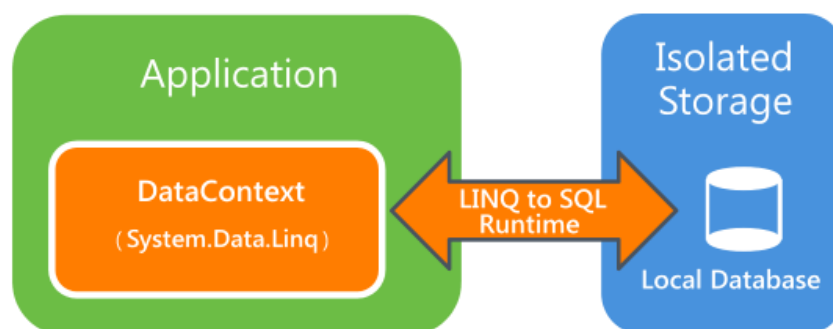 Application
DataContext
(System.Data.Linq)
LINQ to SQL
Runtime
Isolated
Storage
Local Database